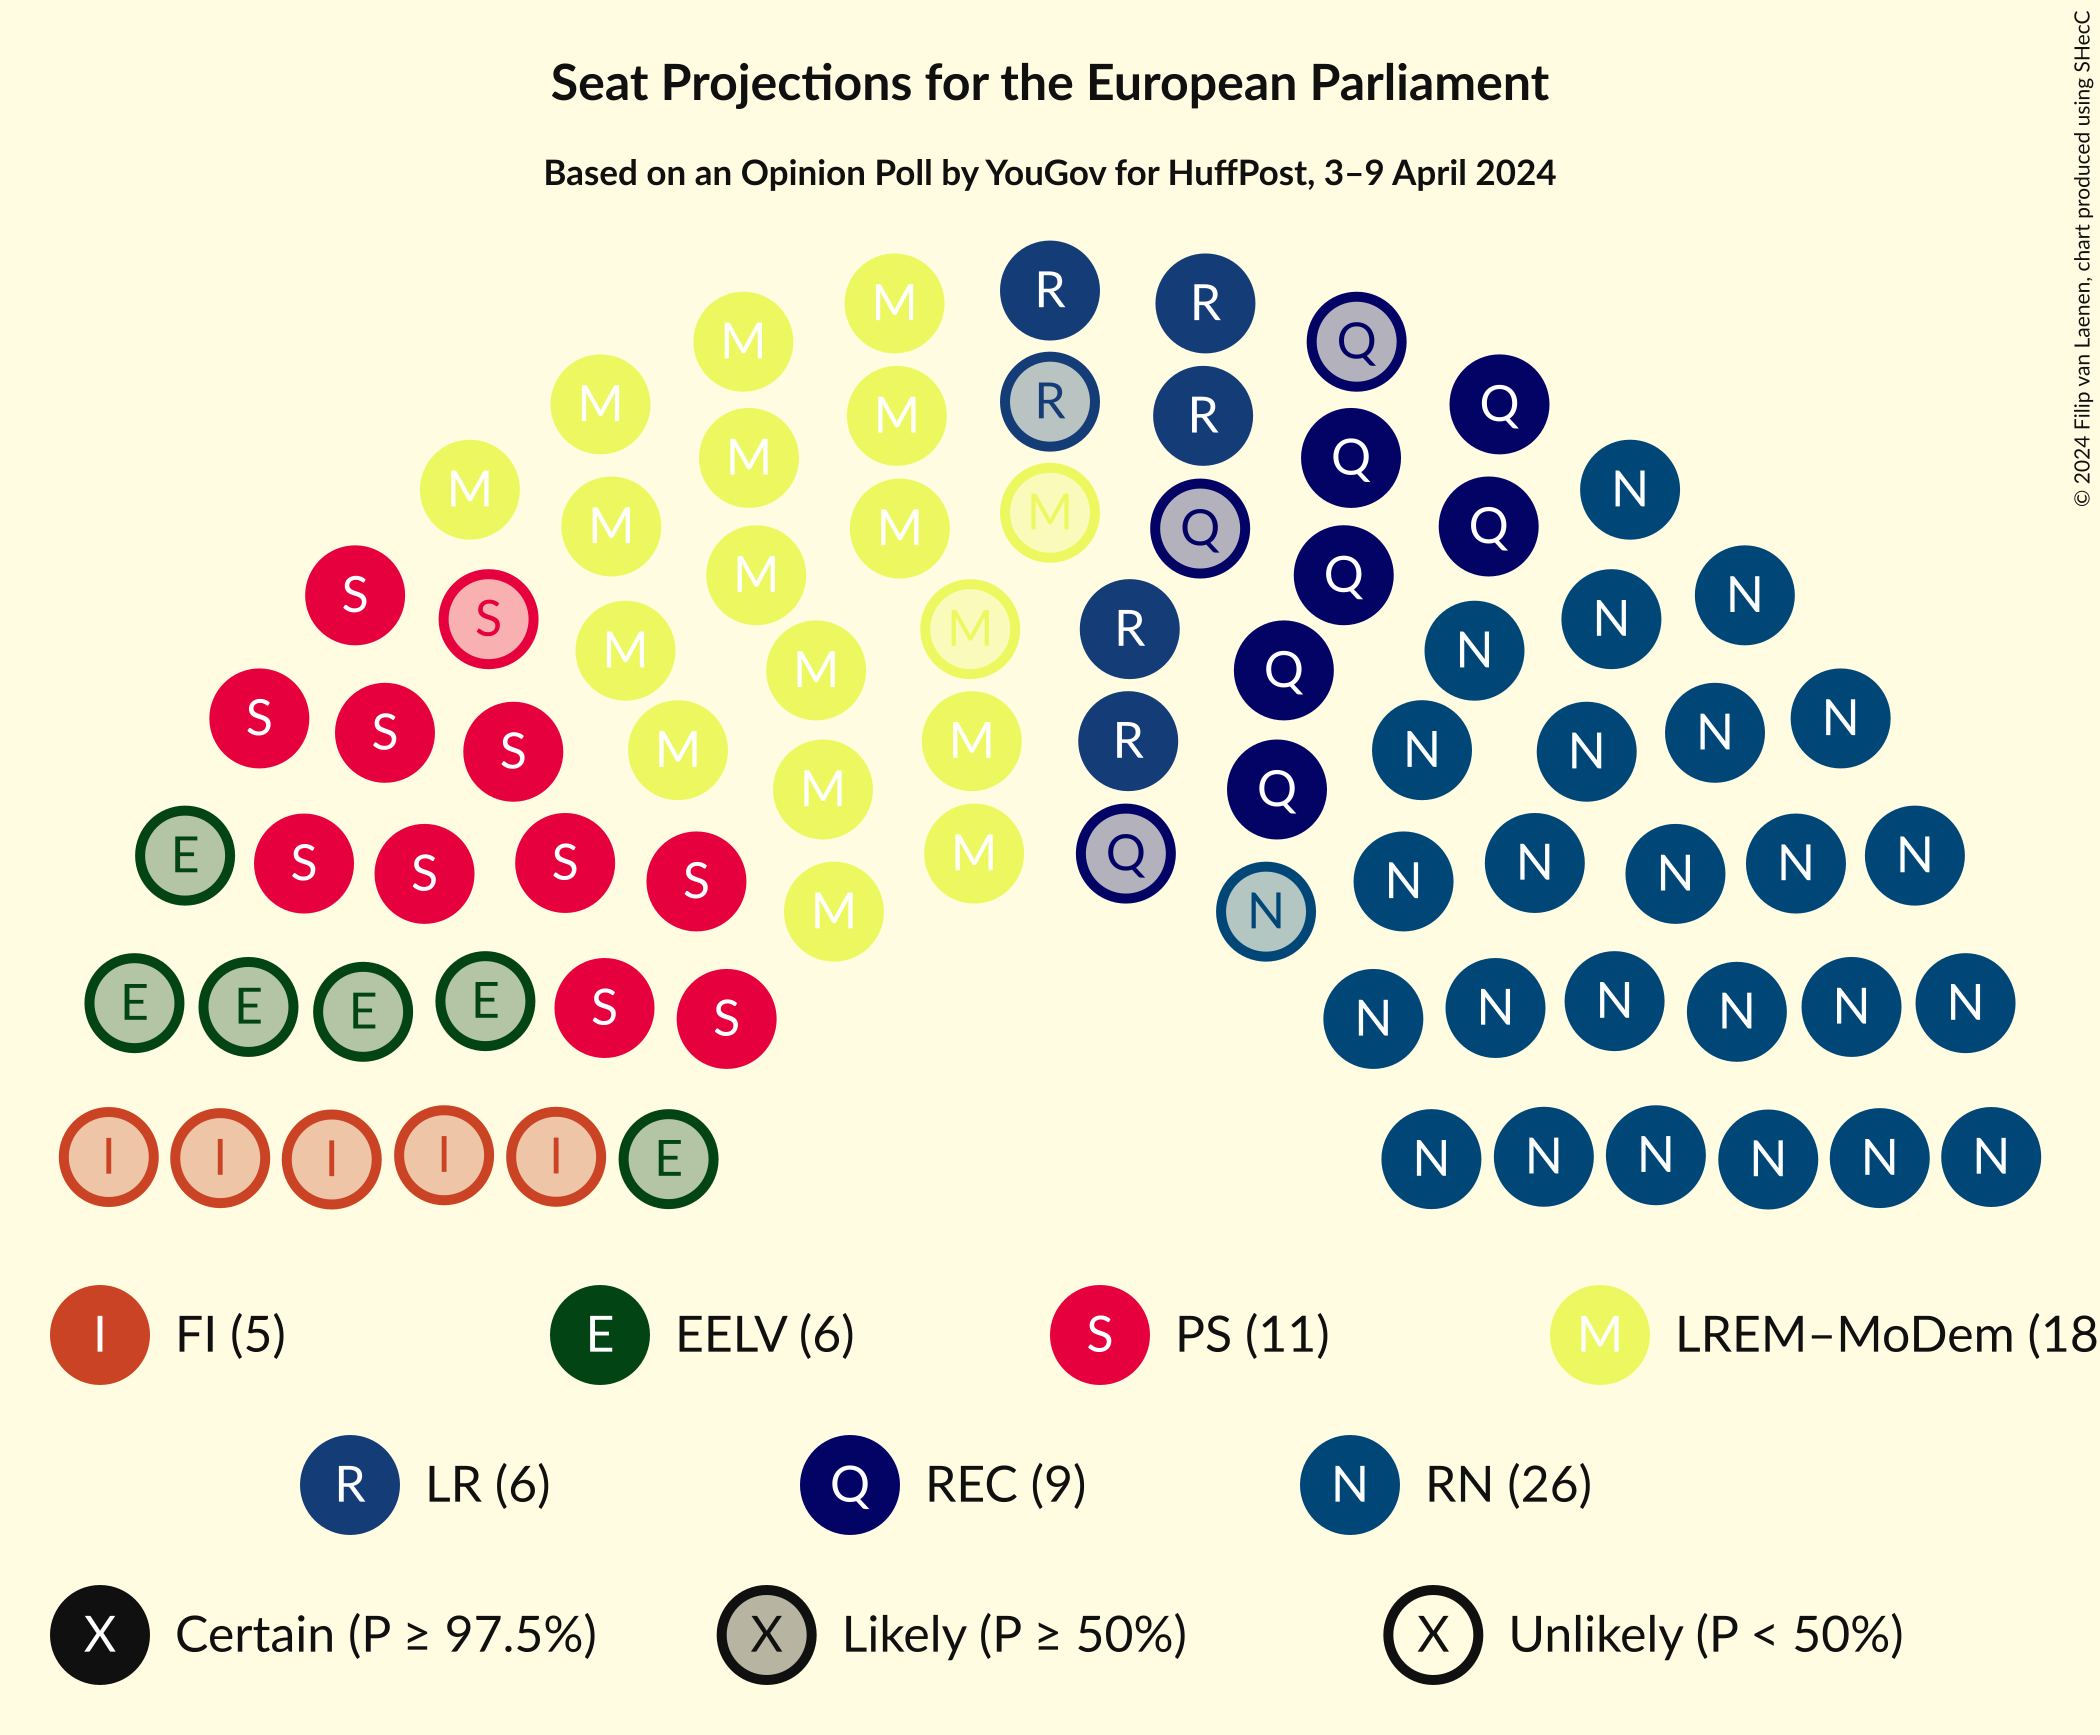 Seat Projections for the European Parliament
Based on an Opinion Poll by YouGov for HuffPost, 3–9 April 2024
© 2024 Filip van Laenen, chart produced using SHecC
R
M R
M R Q
M R Q
M M R
M Q
M M N
M M Q
M M Q
S M Q N
S M N
M R
M N
M Q
S S N N
S M R N
S M N N
M Q
E S S M Q N N N
S S N N
M N
E E E E S S N N N N N N
I I I I I E N N N N N N
I FI (5) E EELV (6) S PS (11) M LREM–MoDem (18
R LR (6) Q REC (9) N RN (26)
X Certain (P ≥ 97.5%) X Likely (P ≥ 50%) X Unlikely (P < 50%)